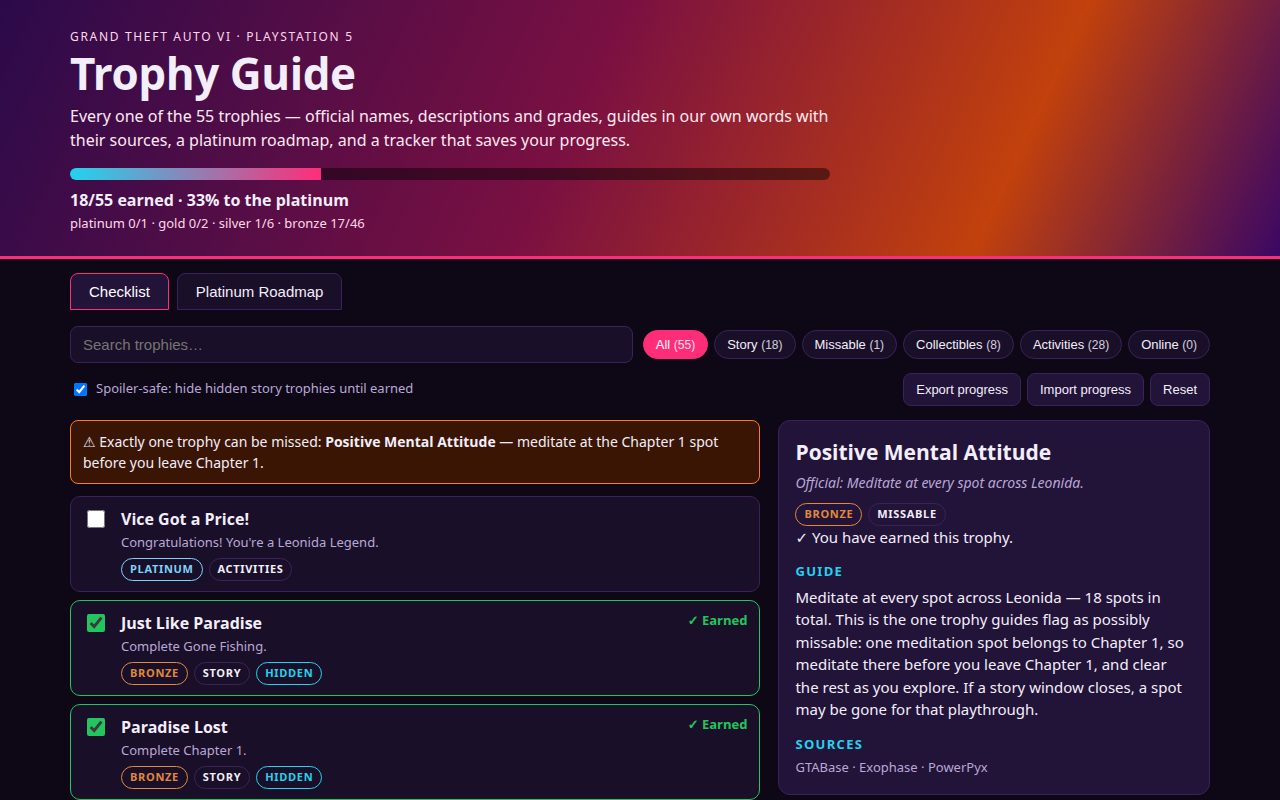 GRAND THEFT AUTO VI · PLAYSTATION 5
Trophy Guide
Every one of the 55 trophies — official names, descriptions and grades, guides in our own words with
their sources, a platinum roadmap, and a tracker that saves your progress.
18/55 earned · 33% to the platinum
platinum 0/1 · gold 0/2 · silver 1/6 · bronze 17/46
Checklist
Platinum Roadmap
Search trophies…
All (55)
Story (18)
Missable (1)
Collectibles (8)
Activities (28)
Online (0)
Spoiler-safe: hide hidden story trophies until earned
Export progress
Import progress
Reset
⚠ Exactly one trophy can be missed: Positive Mental Attitude — meditate at the Chapter 1 spot
before you leave Chapter 1.
Vice Got a Price!
Congratulations! You're a Leonida Legend.
PLATINUM
ACTIVITIES
Just Like Paradise
✓ Earned
Complete Gone Fishing.
BRONZE
STORY
HIDDEN
Paradise Lost
✓ Earned
Complete Chapter 1.
BRONZE
STORY
HIDDEN
Positive Mental Attitude
Official: Meditate at every spot across Leonida.
BRONZE
MISSABLE
✓ You have earned this trophy.
GUIDE
Meditate at every spot across Leonida — 18 spots in
total. This is the one trophy guides flag as possibly
missable: one meditation spot belongs to Chapter 1, so
meditate there before you leave Chapter 1, and clear
the rest as you explore. If a story window closes, a spot
may be gone for that playthrough.
SOURCES
GTABase · Exophase · PowerPyx